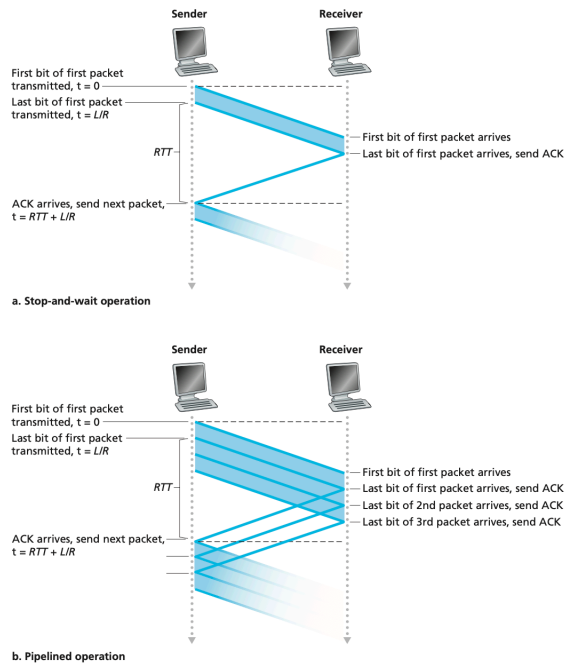 Sender
Receiver
First bit of first packet
transmitted, t = 0
Last bit of first packet
transmitted, t = L/R
RTT
First bit of first packet arrives
Last bit of first packet arrives, send ACK
ACK arrives, send next packet,
t = RTT + L/R
a. Stop-and-wait operation
Sender
Receiver
First bit of first packet
transmitted, t = 0
Last bit of first packet
transmitted, t = L/R
RTT
First bit of first packet arrives
Last bit of first packet arrives, send ACK
Last bit of 2nd packet arrives, send ACK
Last bit of 3rd packet arrives, send ACK
ACK arrives, send next packet,
t = RTT + L/R
b. Pipelined operation